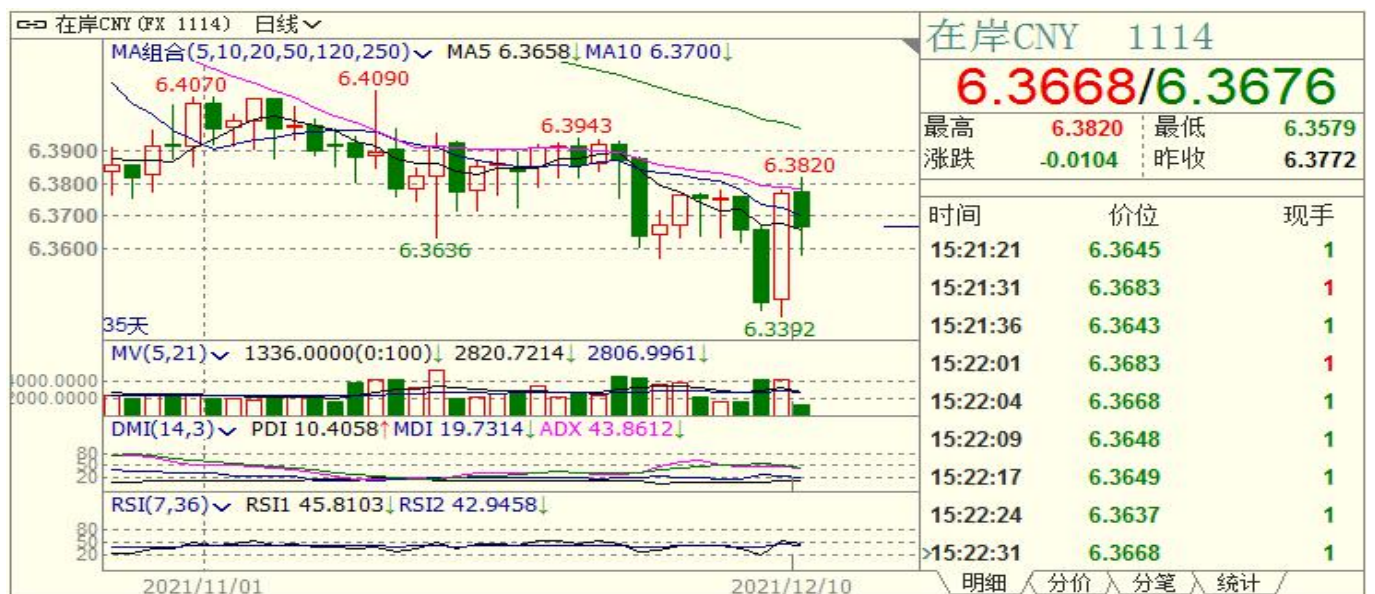 在岸CNY(FX 1114) 日线
MA组合(5,10,20,50,120,250) MA5 6.3658↓ MA10 6.3700↓
6.4070
6.4090
6.3943
6.3820
6.3900
6.3800
6.3700
6.3600
6.3636
6.3392
35天
MV(5,21) 1336.0000(0:100)↓ 2820.7214↓ 2806.9961↓
4000.0000
2000.0000
DMI(14,3) PDI 10.4058↑ MDI 19.7314↓ ADX 43.8612↓
80
50
20
RSI(7,36) RSI1 45.8103↓ RSI2 42.9458↓
80
50
20
2021/11/01 2021/12/10
在岸CNY 1114
6.3668/6.3676
最高 6.3820 最低 6.3579
涨跌 -0.0104 昨收 6.3772
时间 价位 现手
15:21:21 6.3645 1
15:21:31 6.3683 1
15:21:36 6.3643 1
15:22:01 6.3683 1
15:22:04 6.3668 1
15:22:09 6.3648 1
15:22:17 6.3649 1
15:22:24 6.3637 1
>15:22:31 6.3668 1
明细 分价 分笔 统计